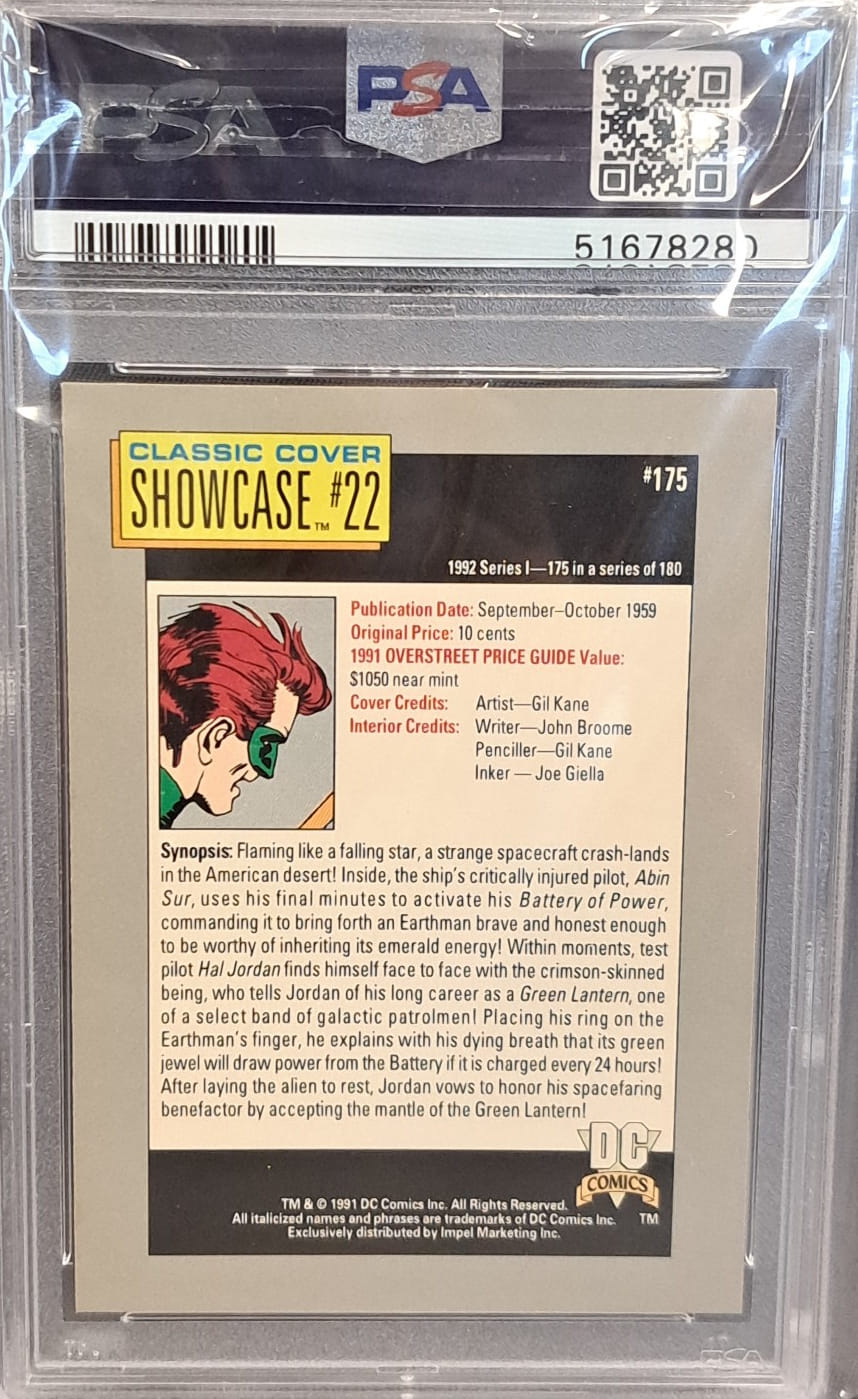 PSA
PSA
51678280
CLASSIC COVER
SHOWCASE™ #22
#175
1992 Series I—175 in a series of 180
Publication Date: September–October 1959
Original Price: 10 cents
1991 OVERSTREET PRICE GUIDE Value:
$1050 near mint
Cover Credits: Artist—Gil Kane
Interior Credits: Writer—John Broome
Penciller—Gil Kane
Inker — Joe Giella
Synopsis: Flaming like a falling star, a strange spacecraft crash-lands
in the American desert! Inside, the ship's critically injured pilot, Abin
Sur, uses his final minutes to activate his Battery of Power,
commanding it to bring forth an Earthman brave and honest enough
to be worthy of inheriting its emerald energy! Within moments, test
pilot Hal Jordan finds himself face to face with the crimson-skinned
being, who tells Jordan of his long career as a Green Lantern, one
of a select band of galactic patrolmen! Placing his ring on the
Earthman's finger, he explains with his dying breath that its green
jewel will draw power from the Battery if it is charged every 24 hours!
After laying the alien to rest, Jordan vows to honor his spacefaring
benefactor by accepting the mantle of the Green Lantern!
DC
COMICS
TM
TM & © 1991 DC Comics Inc. All Rights Reserved.
All italicized names and phrases are trademarks of DC Comics Inc.
Exclusively distributed by Impel Marketing Inc.
PSA